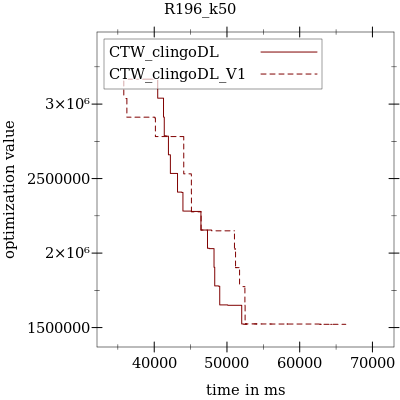 R196_k50
CTW_clingoDL
CTW_clingoDL_V1
3×10⁶
2500000
2×10⁶
1500000
optimization value
40000 50000 60000 70000
time in ms